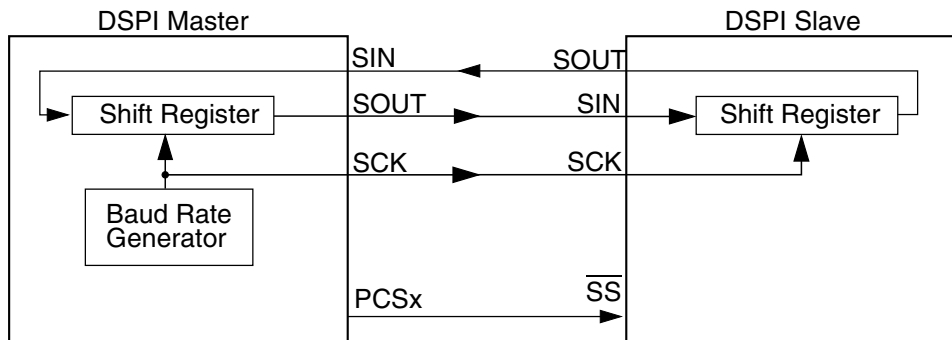 DSPI Master
DSPI Slave
SIN
SOUT
Shift Register
SOUT
SIN
Shift Register
SCK
SCK
Baud Rate
Generator
PCSx
SS